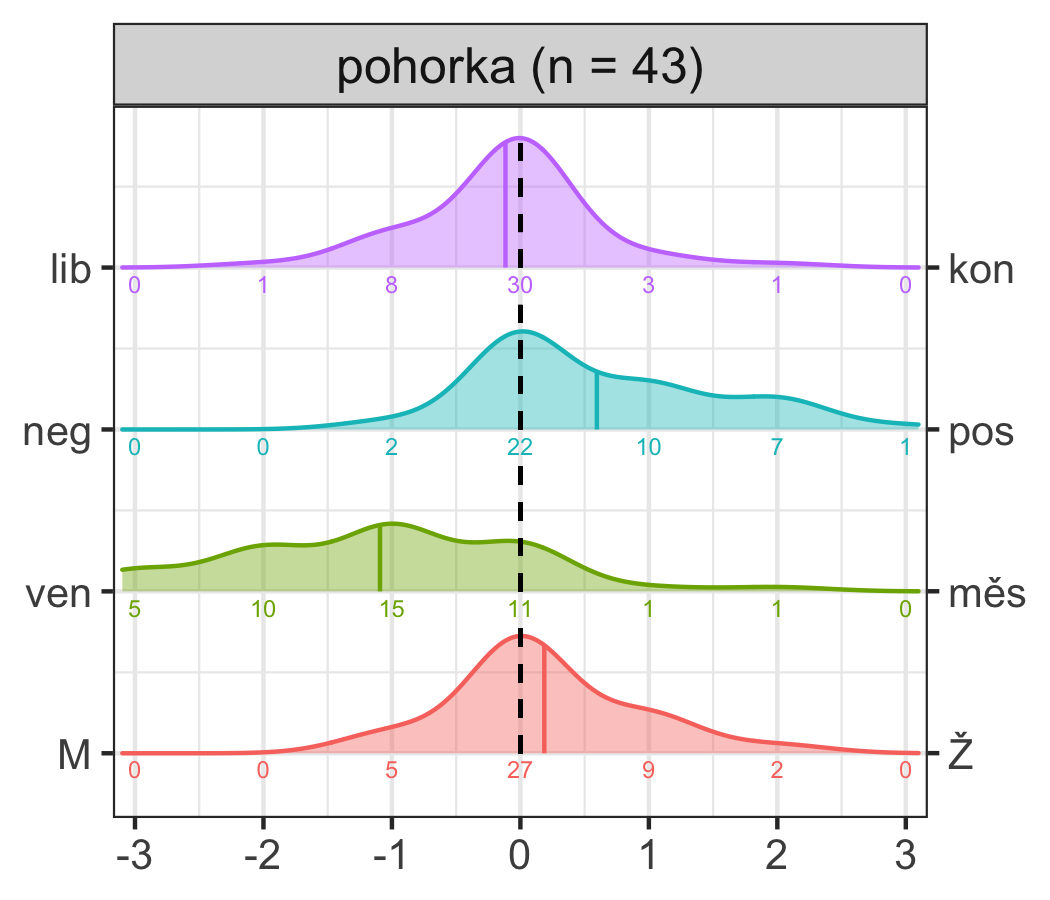 pohorka (n = 43)
lib kon
0 1 8 30 3 1 0
neg pos
0 0 2 22 10 7 1
ven měs
5 10 15 11 1 1 0
M Ž
0 0 5 27 9 2 0
-3 -2 -1 0 1 2 3